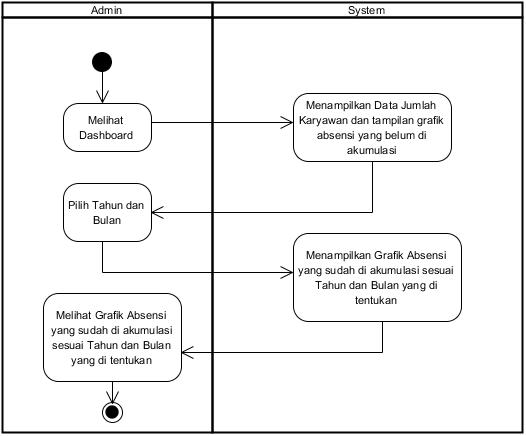 Admin
System
Melihat
Dashboard
Menampilkan Data Jumlah
Karyawan dan tampilan grafik
absensi yang belum di
akumulasi
Pilih Tahun dan
Bulan
Menampilkan Grafik Absensi
yang sudah di akumulasi sesuai
Tahun dan Bulan yang di
tentukan
Melihat Grafik Absensi
yang sudah di akumulasi
sesuai Tahun dan Bulan
yang di tentukan